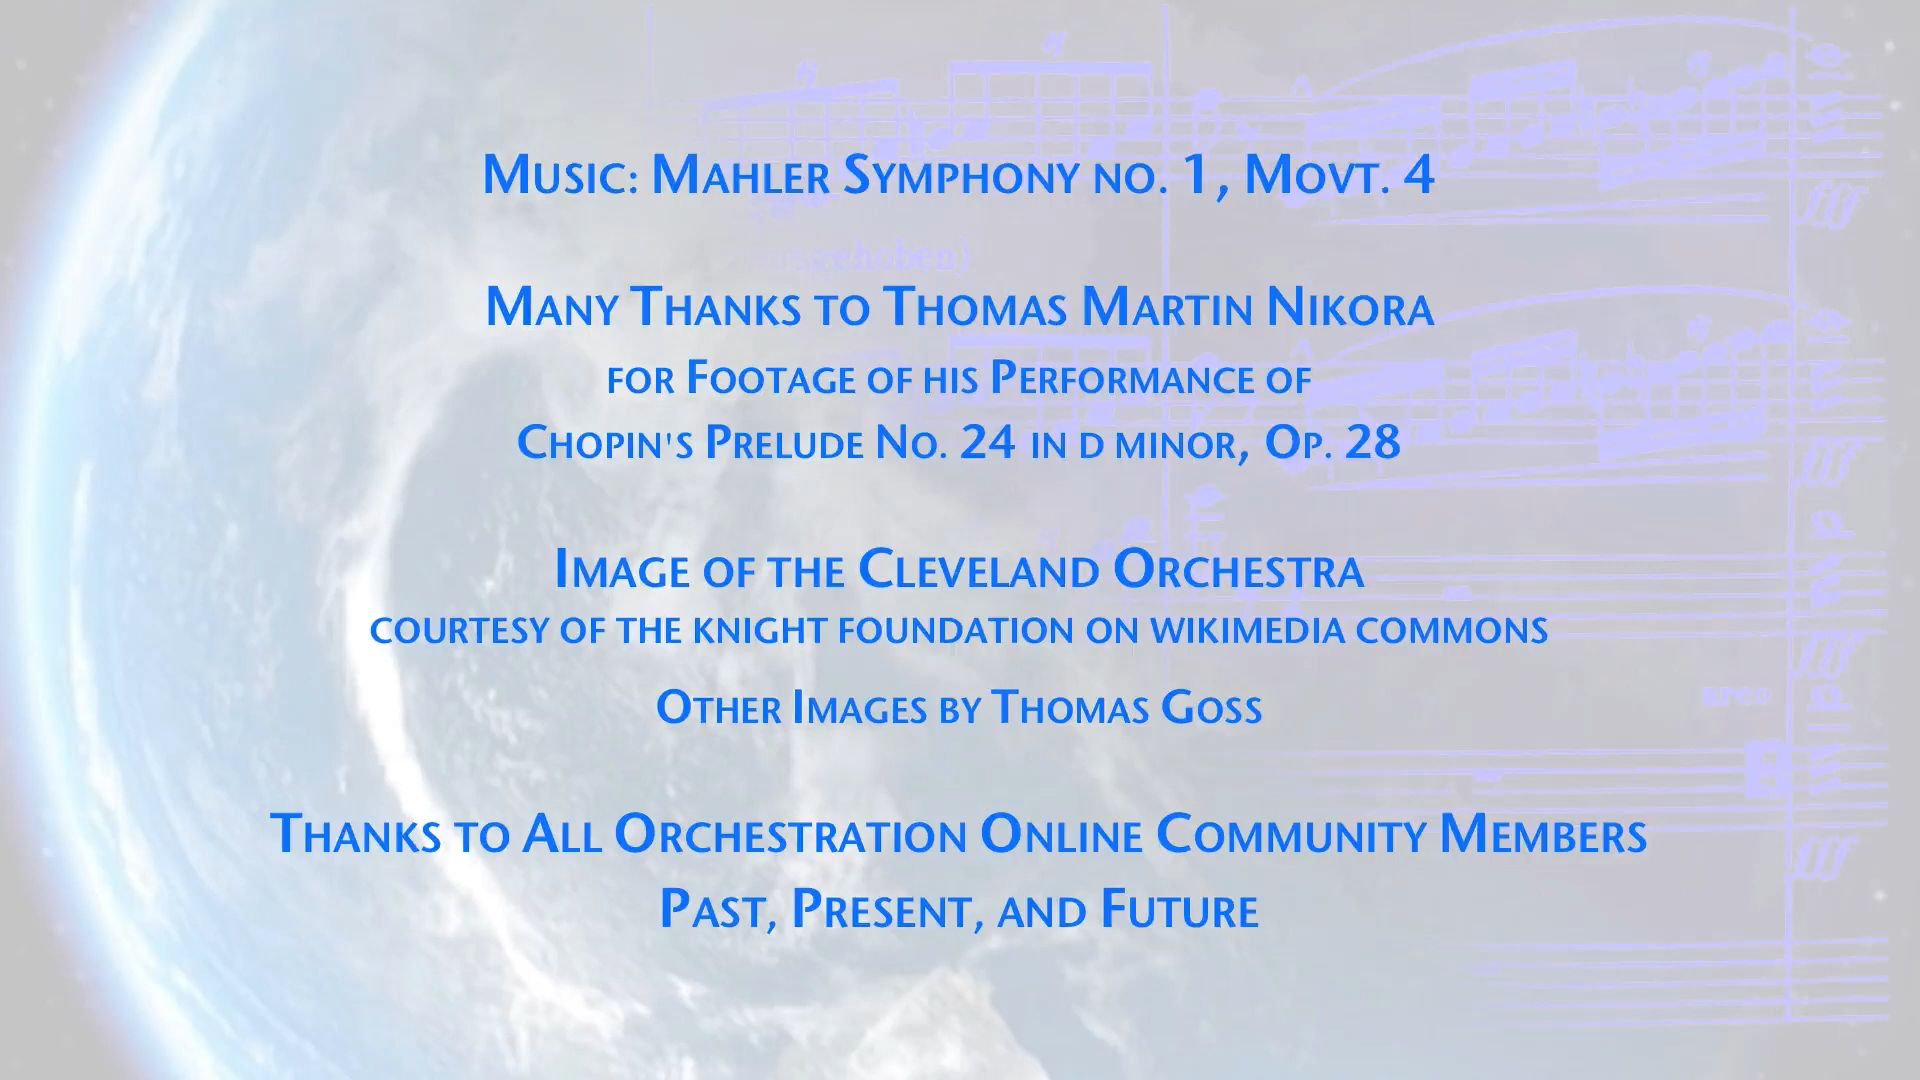 Music: Mahler Symphony no. 1, Movt. 4
Many Thanks to Thomas Martin Nikora
for Footage of his Performance of
Chopin's Prelude No. 24 in d minor, Op. 28
Image of the Cleveland Orchestra
courtesy of the knight foundation on wikimedia commons
Other Images by Thomas Goss
Thanks to All Orchestration Online Community Members
Past, Present, and Future
arco